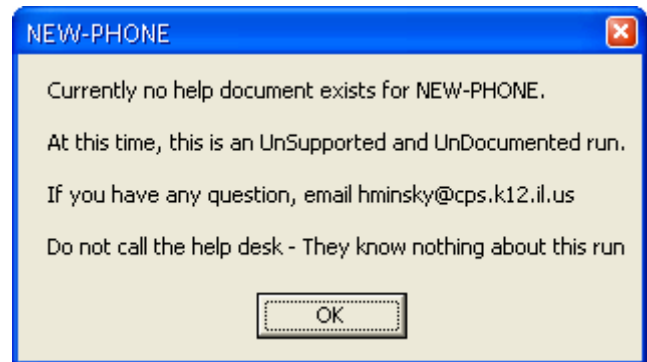 NEW-PHONE
Currently no help document exists for NEW-PHONE.
At this time, this is an UnSupported and UnDocumented run.
If you have any question, email hminsky@cps.k12.il.us
Do not call the help desk - They know nothing about this run
OK